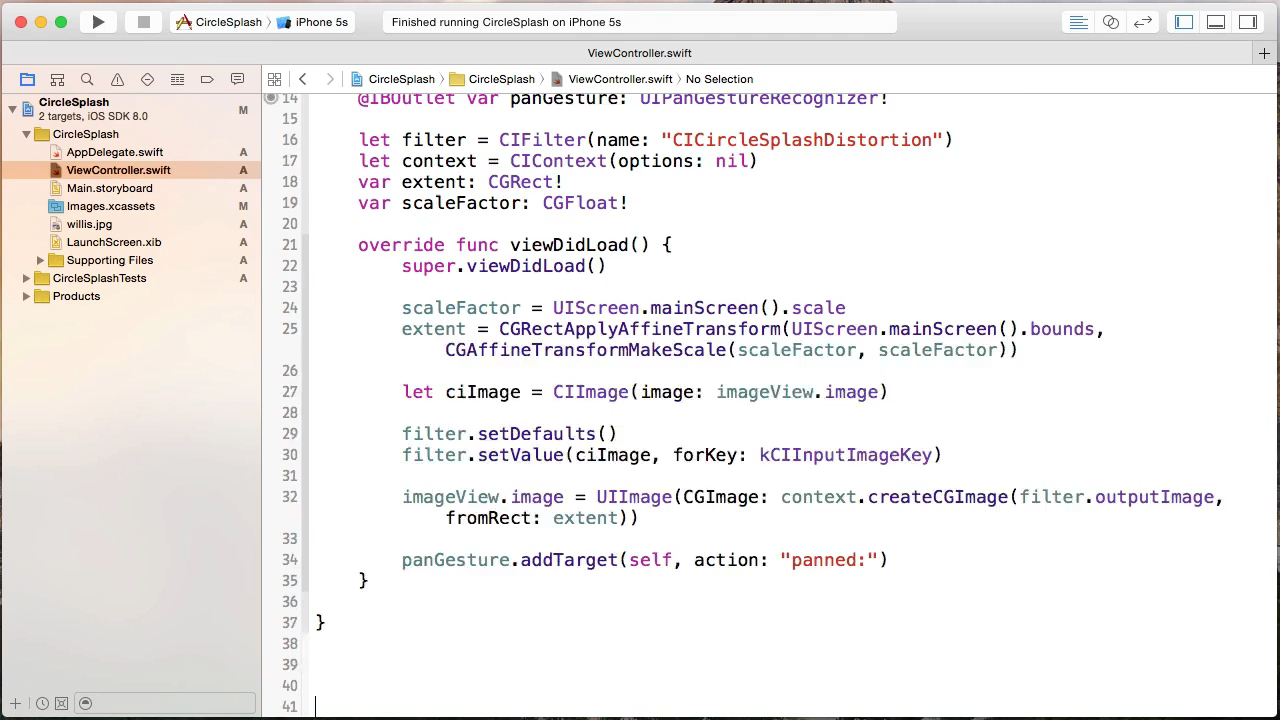 CircleSplash
iPhone 5s
Finished running CircleSplash on iPhone 5s
ViewController.swift
CircleSplash
CircleSplash
ViewController.swift
No Selection
CircleSplash
2 targets, iOS SDK 8.0
M
CircleSplash
AppDelegate.swift A
ViewController.swift A
Main.storyboard A
Images.xcassets M
willis.jpg A
LaunchScreen.xib A
Supporting Files A
CircleSplashTests A
Products
14 @IBOutlet var panGesture: UIPanGestureRecognizer!
15
16 let filter = CIFilter(name: "CICircleSplashDistortion")
17 let context = CIContext(options: nil)
18 var extent: CGRect!
19 var scaleFactor: CGFloat!
20
21 override func viewDidLoad() {
22 super.viewDidLoad()
23
24 scaleFactor = UIScreen.mainScreen().scale
25 extent = CGRectApplyAffineTransform(UIScreen.mainScreen().bounds,
CGAffineTransformMakeScale(scaleFactor, scaleFactor))
26
27 let ciImage = CIImage(image: imageView.image)
28
29 filter.setDefaults()
30 filter.setValue(ciImage, forKey: kCIInputImageKey)
31
32 imageView.image = UIImage(CGImage: context.createCGImage(filter.outputImage,
fromRect: extent))
33
34 panGesture.addTarget(self, action: "panned:")
35 }
36
37 }
38
39
40
41